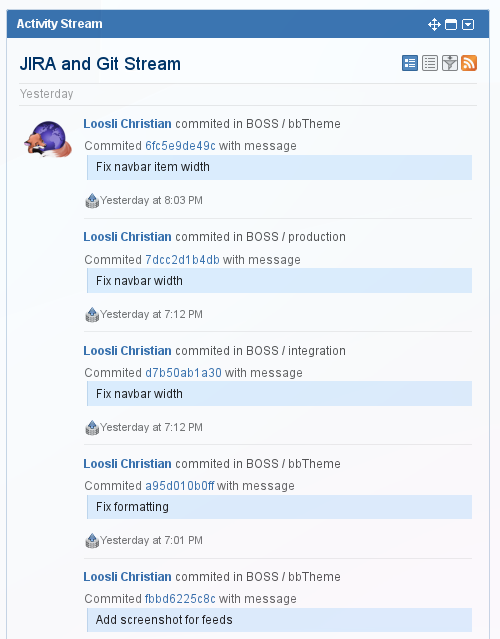 Activity Stream
JIRA and Git Stream
Yesterday
Loosli Christian commited in BOSS / bbTheme
Commited 6fc5e9de49c with message
Fix navbar item width
Yesterday at 8:03 PM
Loosli Christian commited in BOSS / production
Commited 7dcc2d1b4db with message
Fix navbar width
Yesterday at 7:12 PM
Loosli Christian commited in BOSS / integration
Commited d7b50ab1a30 with message
Fix navbar width
Yesterday at 7:12 PM
Loosli Christian commited in BOSS / bbTheme
Commited a95d010b0ff with message
Fix formatting
Yesterday at 7:01 PM
Loosli Christian commited in BOSS / bbTheme
Commited fbbd6225c8c with message
Add screenshot for feeds